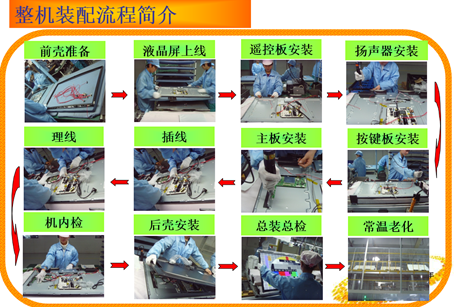 整机装配流程简介
前壳准备
液晶屏上线
遥控板安装
扬声器安装
理线
插线
主板安装
按键板安装
机内检
后壳安装
总装总检
常温老化